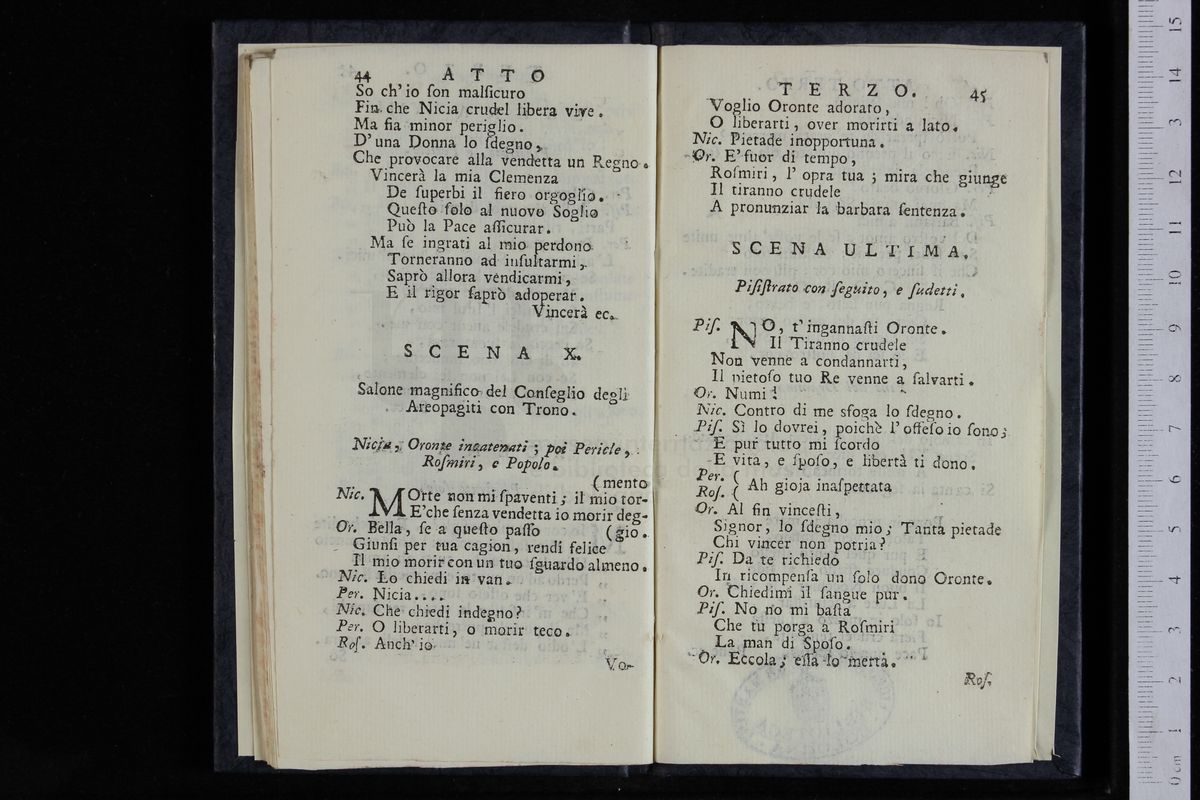 44 ATTO
So ch' io ſon malſicuro
Fin che Nicia crudel libera vive.
Ma ſia minor periglio.
D' una Donna lo ſdegno,
Che provocare alla vendetta un Regno.
Vincerà la mia Clemenza
De ſuperbi il fiero orgoglio.
Queſto ſolo al nuovo Soglio
Può la Pace aſſicurar.
Ma ſe ingrati al mio perdono
Torneranno ad inſultarmi,
Saprò allora vendicarmi,
E il rigor ſaprò adoperar.
Vincerà ec.
SCENA X.
Salone magnifico del Conſeglio degli
Areopagiti con Trono.
Nicia, Oronte incatenati; poi Pericle,
Roſmiri, e Popolo.
(mento
Nic. MOrte non mi ſpaventi; il mio tor-
E'che ſenza vendetta io morir deg-
Or. Bella, ſe a queſto paſſo (gio.
Giunſi per tua cagion, rendi felice
Il mio morir con un tuo ſguardo almeno.
Nic. Lo chiedi in van.
Per. Nicia....
Nic. Che chiedi indegno?
Per. O liberarti, o morir teco.
Roſ. Anch' io
Vo-
TERZO. 45
Voglio Oronte adorato,
O liberarti, over morirti a lato.
Nic. Pietade inopportuna.
Or. E' fuor di tempo,
Roſmiri, l' opra tua; mira che giunge
Il tiranno crudele
A pronunziar la barbara ſentenza.
SCENA ULTIMA.
Piſiſtrato con ſeguito, e ſudetti.
Piſ. NO, t' ingannaſti Oronte.
Il Tiranno crudele
Non venne a condannarti,
Il pietoſo tuo Re venne a ſalvarti.
Or. Numi!
Nic. Contro di me sfoga lo ſdegno.
Piſ. Sì lo dovrei, poichè l' offeſo io ſono;
E pur tutto mi ſcordo
E vita, e ſpoſo, e libertà ti dono.
Per. (
Roſ. ( Ah gioja inaſpettata
Or. Al fin vinceſti,
Signor, lo ſdegno mio; Tanta pietade
Chi vincer non potria?
Piſ. Da te richiedo
In ricompenſa un ſolo dono Oronte.
Or. Chiedimi il ſangue pur.
Piſ. No no mi baſta
Che tu porga a Roſmiri
La man di Spoſo.
Or. Eccola; eſſa lo merta.
Roſ.